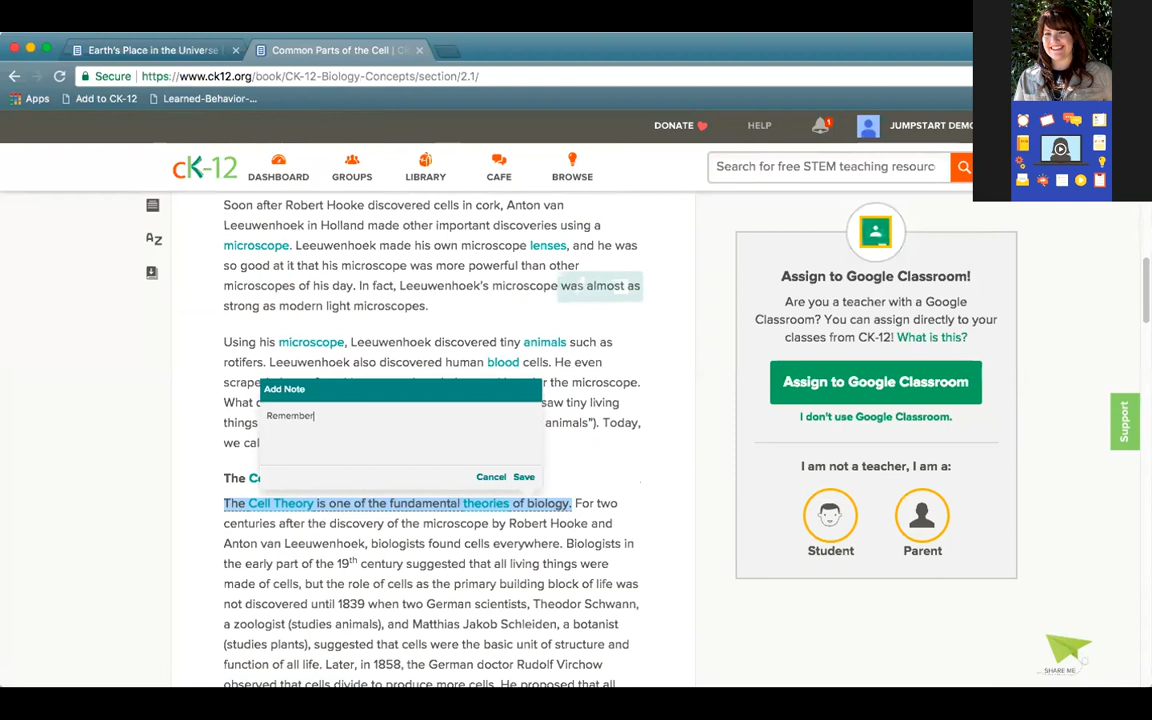 Earth's Place in the Universe
Common Parts of the Cell | C
Secure
https://www.ck12.org/book/CK-12-Biology-Concepts/section/2.1/
Apps
Add to CK-12
Learned-Behavior-...
DONATE
HELP
1
JUMPSTART DEMO
cK-12
DASHBOARD
GROUPS
LIBRARY
CAFE
BROWSE
Search for free STEM teaching resourc
AZ
Soon after Robert Hooke discovered cells in cork, Anton van
Leeuwenhoek in Holland made other important discoveries using a
microscope. Leeuwenhoek made his own microscope lenses, and he was
so good at it that his microscope was more powerful than other
microscopes of his day. In fact, Leeuwenhoek's microscope was almost as
strong as modern light microscopes.
Using his microscope, Leeuwenhoek discovered tiny animals such as
rotifers. Leeuwenhoek also discovered human blood cells. He even
scrape the microscope.
What saw tiny living
things animals"). Today,
we cal
Add Note
Remember
Cancel Save
The C
The Cell Theory is one of the fundamental theories of biology. For two
centuries after the discovery of the microscope by Robert Hooke and
Anton van Leeuwenhoek, biologists found cells everywhere. Biologists in
the early part of the 19th century suggested that all living things were
made of cells, but the role of cells as the primary building block of life was
not discovered until 1839 when two German scientists, Theodor Schwann,
a zoologist (studies animals), and Matthias Jakob Schleiden, a botanist
(studies plants), suggested that cells were the basic unit of structure and
function of all life. Later, in 1858, the German doctor Rudolf Virchow
observed that cells divide to produce more cells. He proposed that all
Assign to Google Classroom!
Are you a teacher with a Google
Classroom? You can assign directly to your
classes from CK-12! What is this?
Assign to Google Classroom
I don't use Google Classroom.
I am not a teacher, I am a:
Student
Parent
Support
SHARE ME